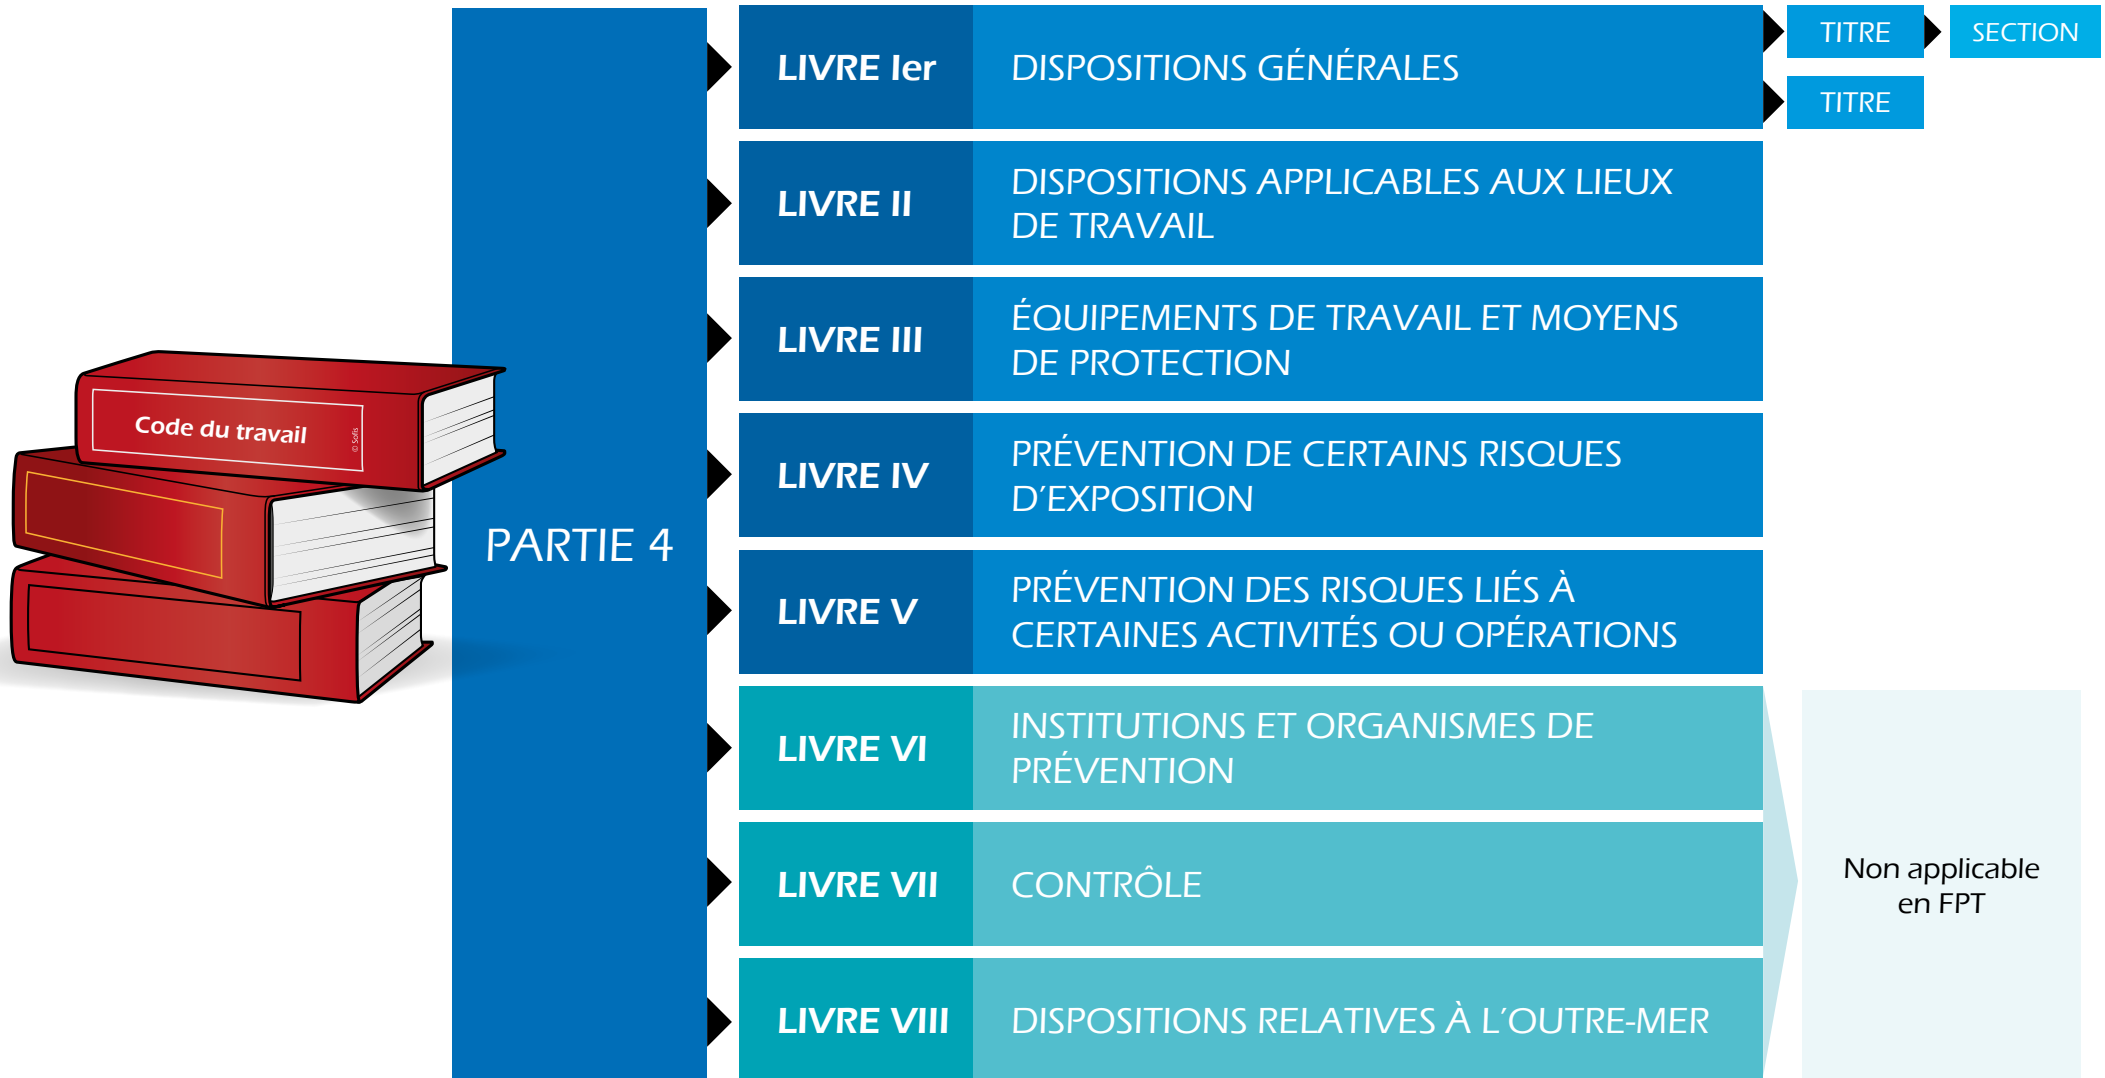 Code du travail
© Sofis
PARTIE 4
LIVRE Ier
DISPOSITIONS GÉNÉRALES
TITRE
SECTION
TITRE
LIVRE II
DISPOSITIONS APPLICABLES AUX LIEUX
DE TRAVAIL
LIVRE III
ÉQUIPEMENTS DE TRAVAIL ET MOYENS
DE PROTECTION
LIVRE IV
PRÉVENTION DE CERTAINS RISQUES
D’EXPOSITION
LIVRE V
PRÉVENTION DES RISQUES LIÉS À
CERTAINES ACTIVITÉS OU OPÉRATIONS
LIVRE VI
INSTITUTIONS ET ORGANISMES DE
PRÉVENTION
LIVRE VII
CONTRÔLE
LIVRE VIII
DISPOSITIONS RELATIVES À L’OUTRE-MER
Non applicable
en FPT